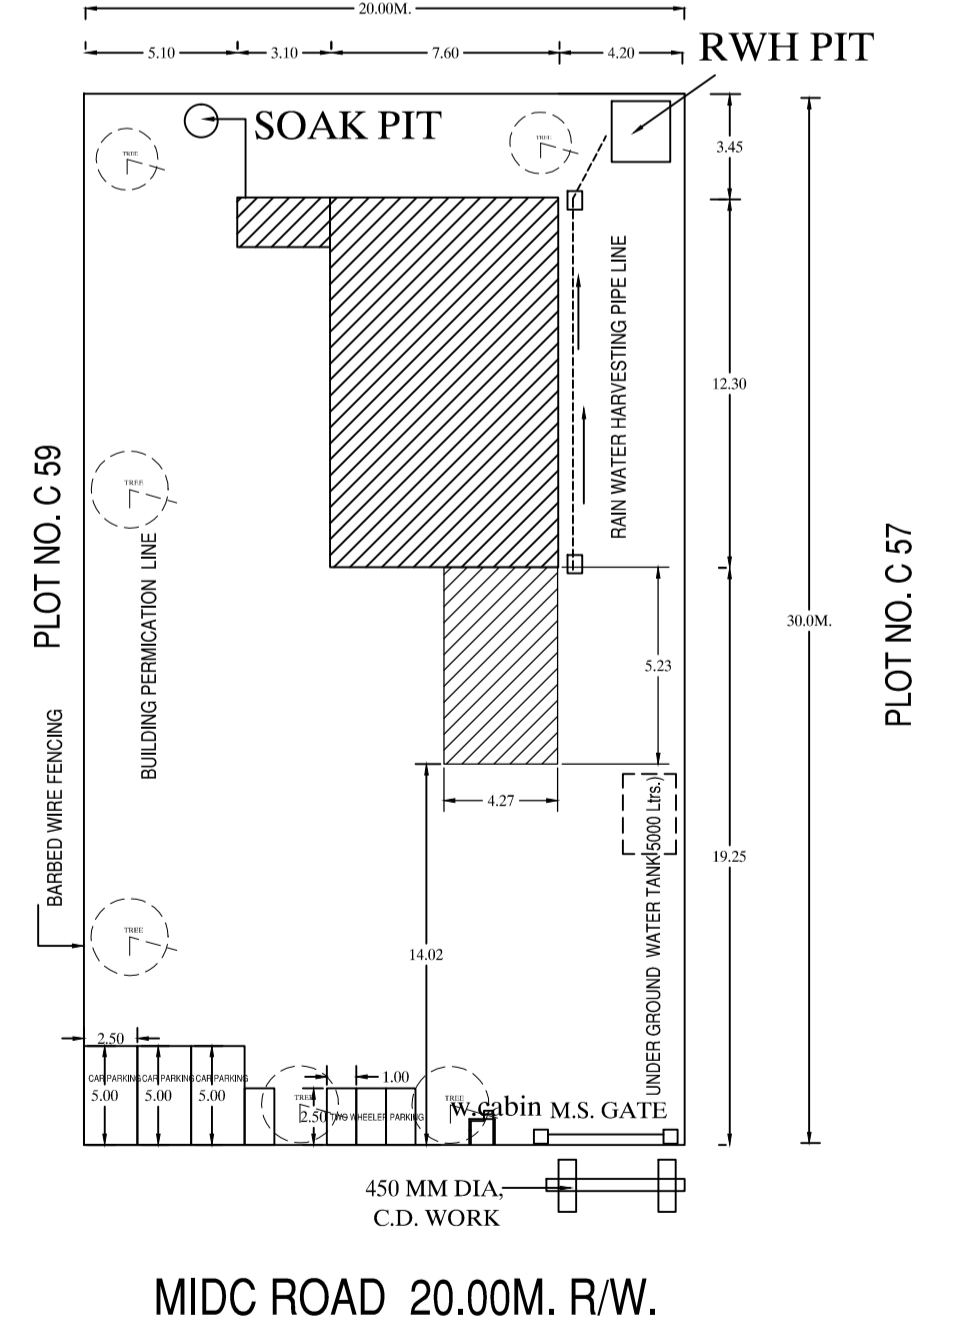 20.00M.
5.10
3.10
7.60
4.20
RWH PIT
SOAK PIT
TREE
TREE
3.45
RAIN WATER HARVESTING PIPE LINE
12.30
PLOT NO. C 59
TREE
BUILDING PERMICATION LINE
PLOT NO. C 57
30.0M.
5.23
4.27
BARBED WIRE FENCING
UNDER GROUND WATER TANK(5000 Ltrs.)
19.25
TREE
14.02
2.50
CAR PARKING
CAR PARKING
CAR PARKING
5.00
5.00
5.00
1.00
TREE
TREE
2.50
TWO WHEELER PARKING
w.cabin
M.S. GATE
450 MM DIA,
C.D. WORK
MIDC ROAD 20.00M. R/W.